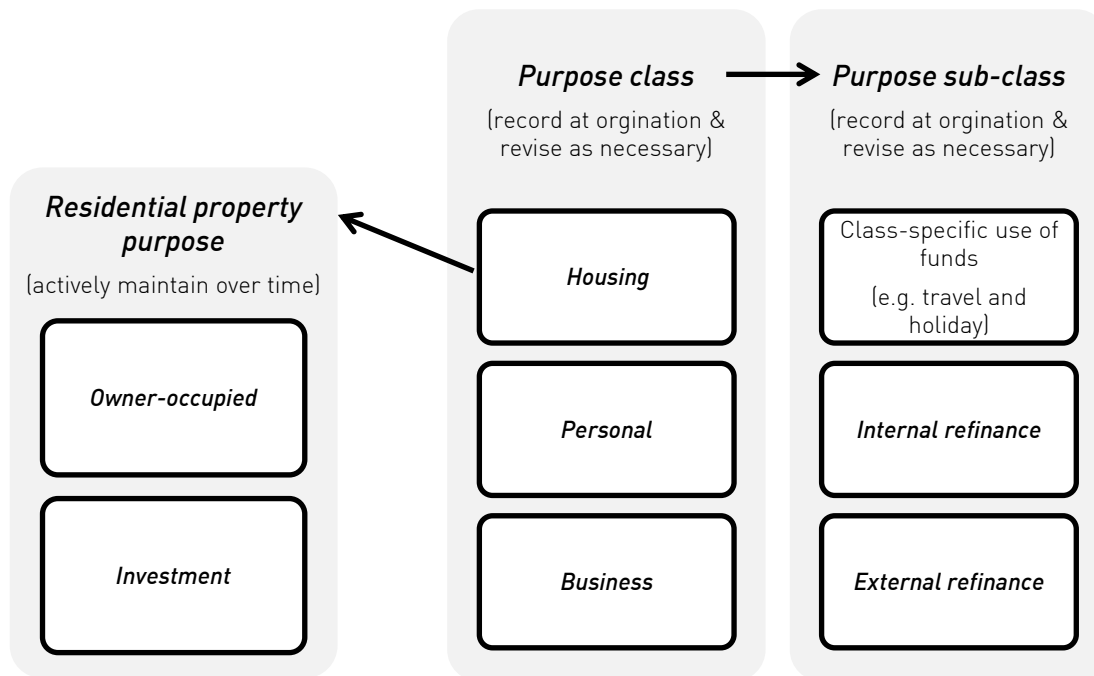 Purpose class
(record at orgination &
revise as necessary)
Housing
Personal
Business
Purpose sub-class
(record at orgination &
revise as necessary)
Class-specific use of
funds
(e.g. travel and
holiday)
Internal refinance
External refinance
Residential property
purpose
(actively maintain over time)
Owner-occupied
Investment